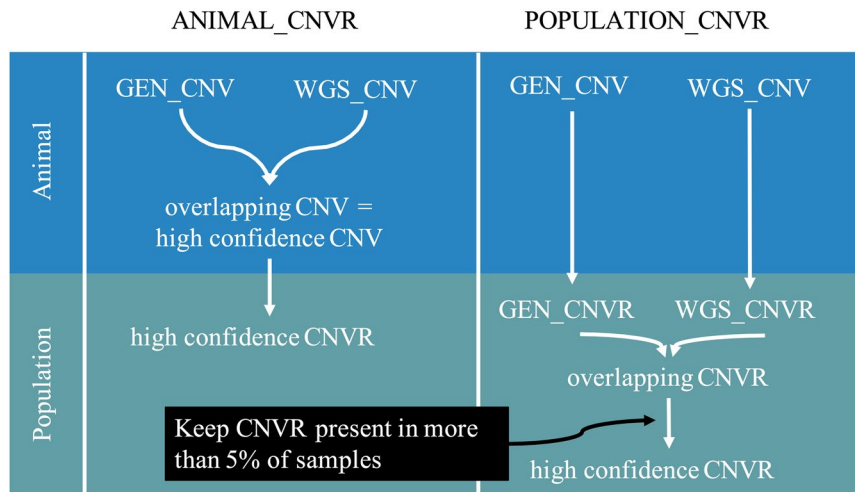 ANIMAL_CNVR
POPULATION_CNVR
Animal
GEN_CNV
WGS_CNV
GEN_CNV
WGS_CNV
overlapping CNV =
high confidence CNV
Population
high confidence CNVR
GEN_CNVR
WGS_CNVR
overlapping CNVR
Keep CNVR present in more
than 5% of samples
high confidence CNVR